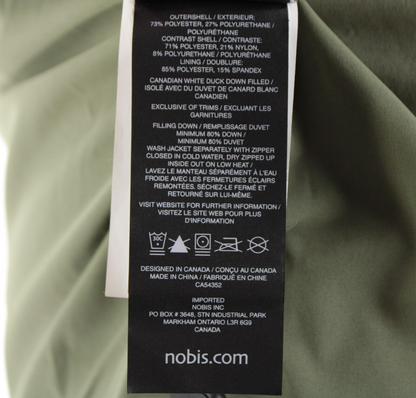 OUTERSHELL / EXTERIEUR:
73% POLYESTER, 27% POLYURETHANE /
POLYURÉTHANE
CONTRAST SHELL / CONTRASTE:
71% POLYESTER, 21% NYLON,
8% POLYURETHANE / POLYURÉTHANE
LINING / DOUBLURE:
85% POLYESTER, 15% SPANDEX
CANADIAN WHITE DUCK DOWN FILLED /
ISOLÉ AVEC DU DUVET DE CANARD BLANC
CANADIEN
EXCLUSIVE OF TRIMS / EXCLUANT LES
GARNITURES
FILLING DOWN / REMPLISSAGE DUVET
MINIMUM 80% DOWN /
MINIMUM 80% DUVET
WASH JACKET SEPARATELY WITH ZIPPER
CLOSED IN COLD WATER, DRY ZIPPED UP
INSIDE OUT ON LOW HEAT /
LAVEZ LE MANTEAU SÉPARÉMENT À L'EAU
FROIDE AVEC LES FERMETURES ÉCLAIRS
REMONTÉES. SÉCHEZ-LE FERMÉ ET
RETOURNÉ SUR LUI-MÊME.
VISIT WEBSITE FOR FURTHER INFORMATION /
VISITEZ LE SITE WEB POUR PLUS
D'INFORMATION
30C
DESIGNED IN CANADA / CONÇU AU CANADA
MADE IN CHINA / FABRIQUÉ EN CHINE
CA54352
IMPORTED
NOBIS INC
PO BOX # 3648, STN INDUSTRIAL PARK
MARKHAM ONTARIO L3R 6G9
CANADA
nobis.com